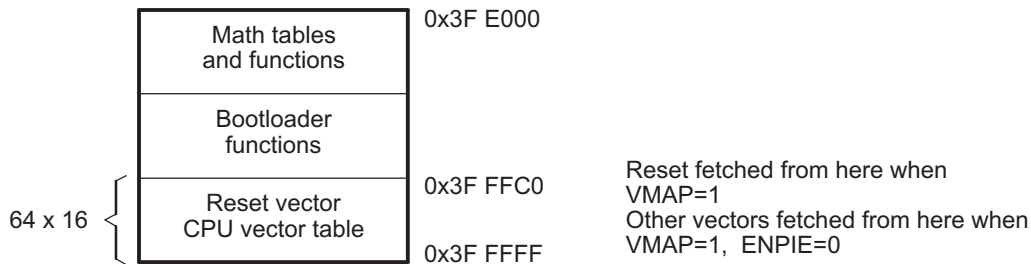 0x3F E000
Math tables
and functions
Bootloader
functions
0x3F FFC0
Reset vector
CPU vector table
64 x 16
0x3F FFFF
Reset fetched from here when
VMAP=1
Other vectors fetched from here when
VMAP=1, ENPIE=0